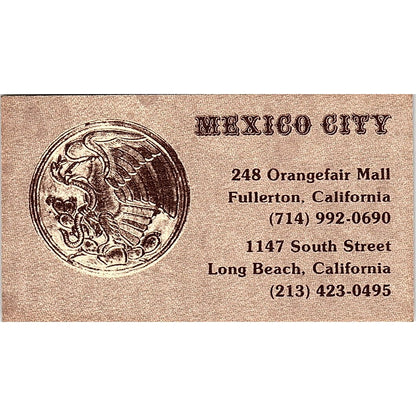 MEXICO CITY
248 Orangefair Mall
Fullerton, California
(714) 992-0690
1147 South Street
Long Beach, California
(213) 423-0495